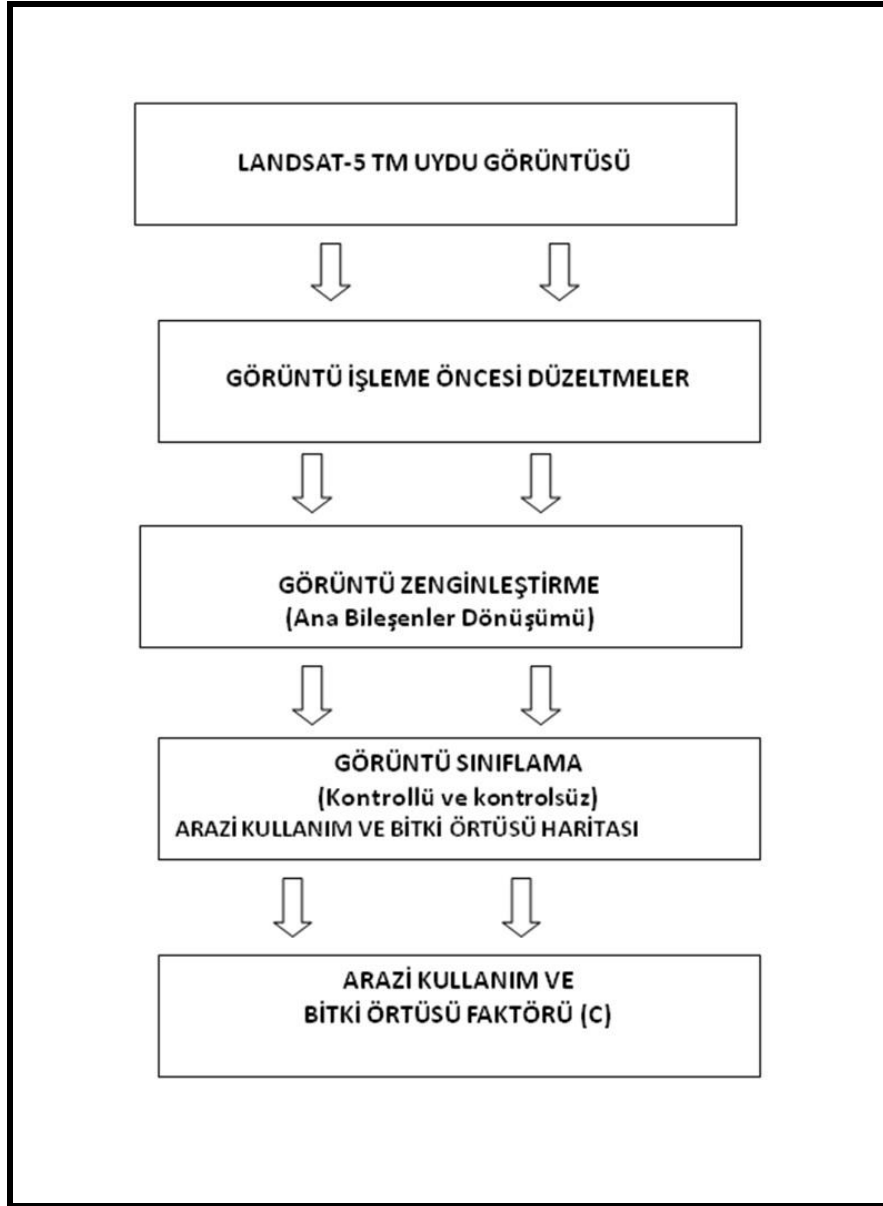 LANDSAT-5 TM UYDU GÖRÜNTÜSÜ
GÖRÜNTÜ İŞLEME ÖNCESİ DÜZELTMELER
GÖRÜNTÜ ZENGİNLEŞTİRME
(Ana Bileşenler Dönüşümü)
GÖRÜNTÜ SINIFLAMA
(Kontrollü ve kontrolsüz)
ARAZİ KULLANIM VE BİTKİ ÖRTÜSÜ HARİTASI
ARAZİ KULLANIM VE
BİTKİ ÖRTÜSÜ FAKTÖRÜ (C)